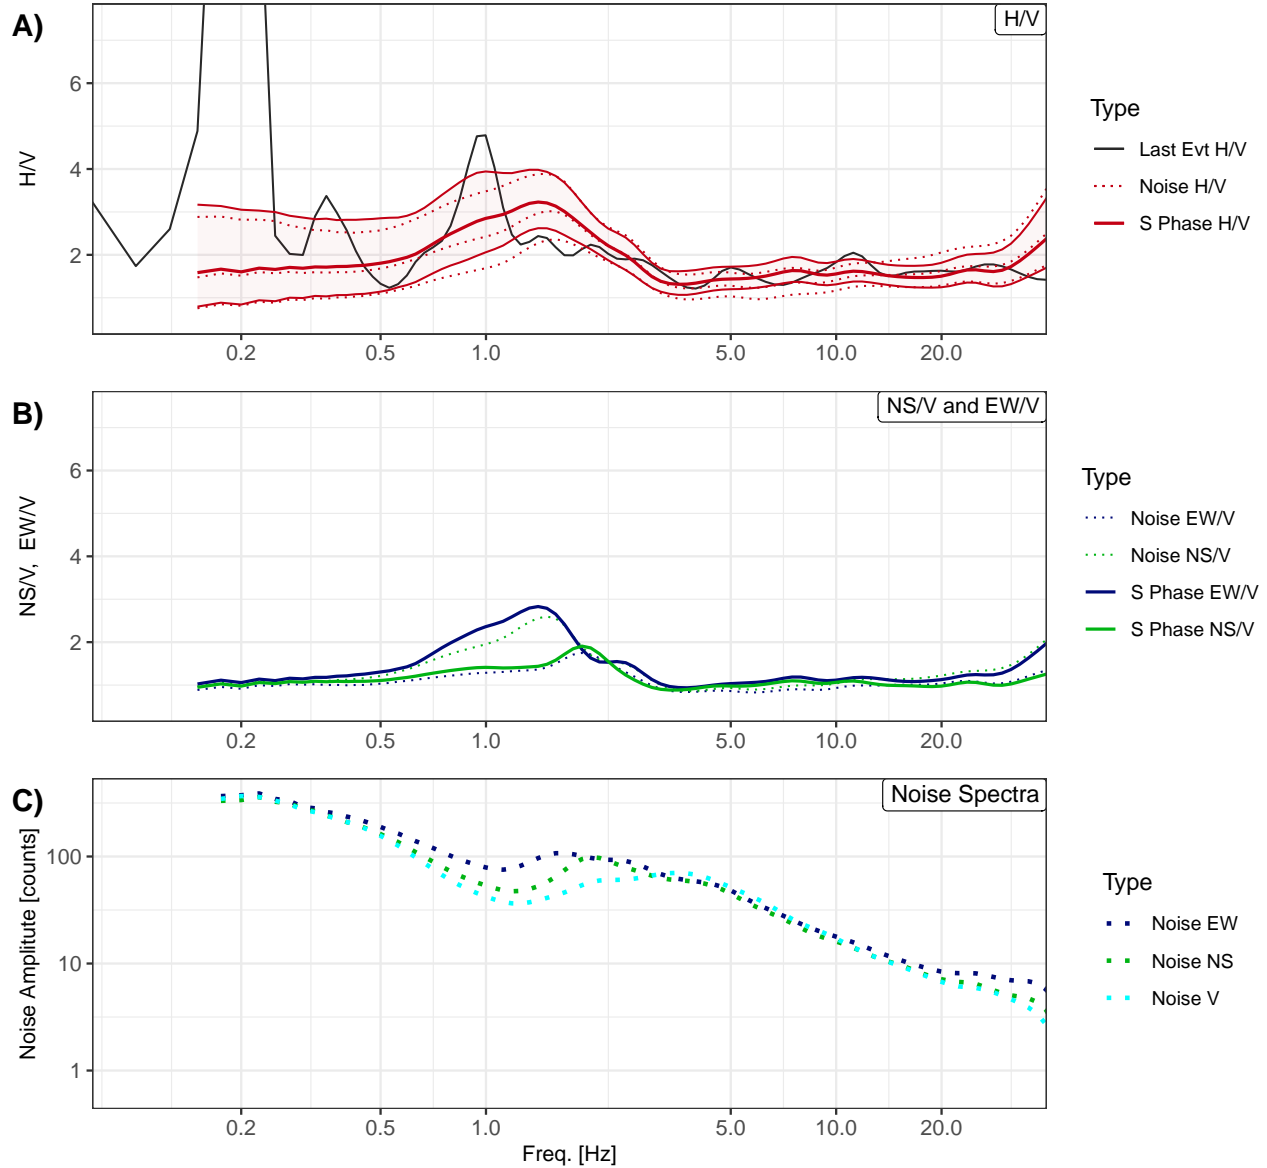 A)
H/V
6
4
2
H/V
0.2 0.5 1.0 5.0 10.0 20.0
Type
Last Evt H/V
Noise H/V
S Phase H/V
B)
NS/V and EW/V
6
4
2
NS/V, EW/V
0.2 0.5 1.0 5.0 10.0 20.0
Type
Noise EW/V
Noise NS/V
S Phase EW/V
S Phase NS/V
C)
Noise Spectra
100
10
1
Noise Amplitute [counts]
0.2 0.5 1.0 5.0 10.0 20.0
Freq. [Hz]
Type
Noise EW
Noise NS
Noise V